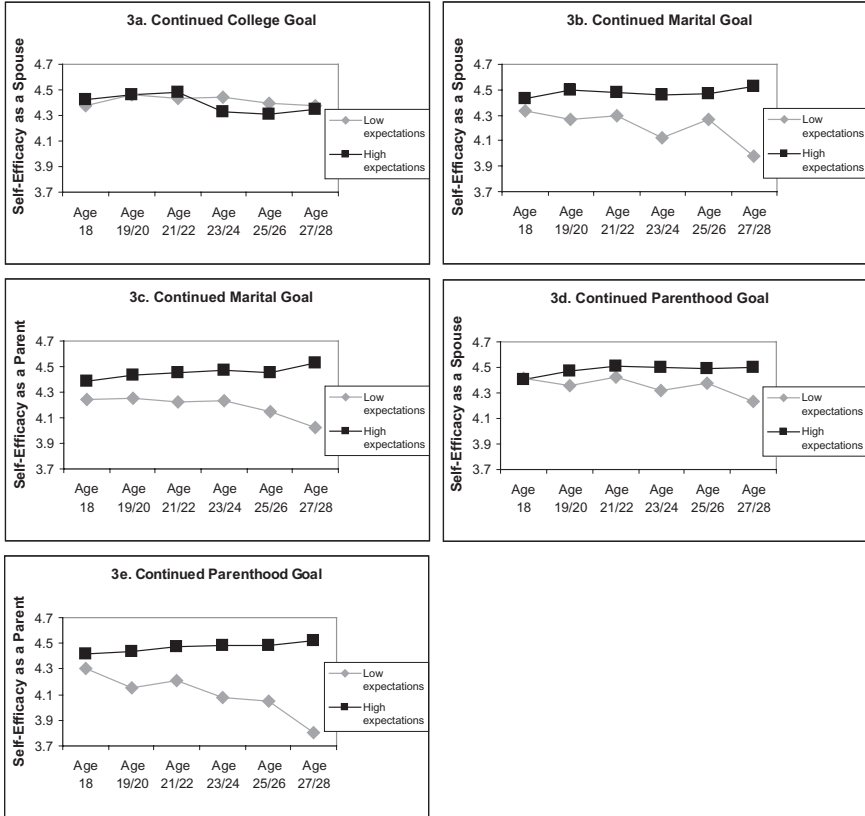 3a. Continued College Goal
Self-Efficacy as a Spouse
4.7
4.5
4.3
4.1
3.9
3.7
Age Age Age Age Age Age
18 19/20 21/22 23/24 25/26 27/28
Low
expectations
High
expectations
3b. Continued Marital Goal
Self-Efficacy as a Spouse
4.7
4.5
4.3
4.1
3.9
3.7
Age Age Age Age Age Age
18 19/20 21/22 23/24 25/26 27/28
Low
expectations
High
expectations
3c. Continued Marital Goal
Self-Efficacy as a Parent
4.7
4.5
4.3
4.1
3.9
3.7
Age Age Age Age Age Age
18 19/20 21/22 23/24 25/26 27/28
Low
expectations
High
expectations
3d. Continued Parenthood Goal
Self-Efficacy as a Spouse
4.7
4.5
4.3
4.1
3.9
3.7
Age Age Age Age Age Age
18 19/20 21/22 23/24 25/26 27/28
Low
expectations
High
expectations
3e. Continued Parenthood Goal
Self-Efficacy as a Parent
4.7
4.5
4.3
4.1
3.9
3.7
Age Age Age Age Age Age
18 19/20 21/22 23/24 25/26 27/28
Low
expectations
High
expectations